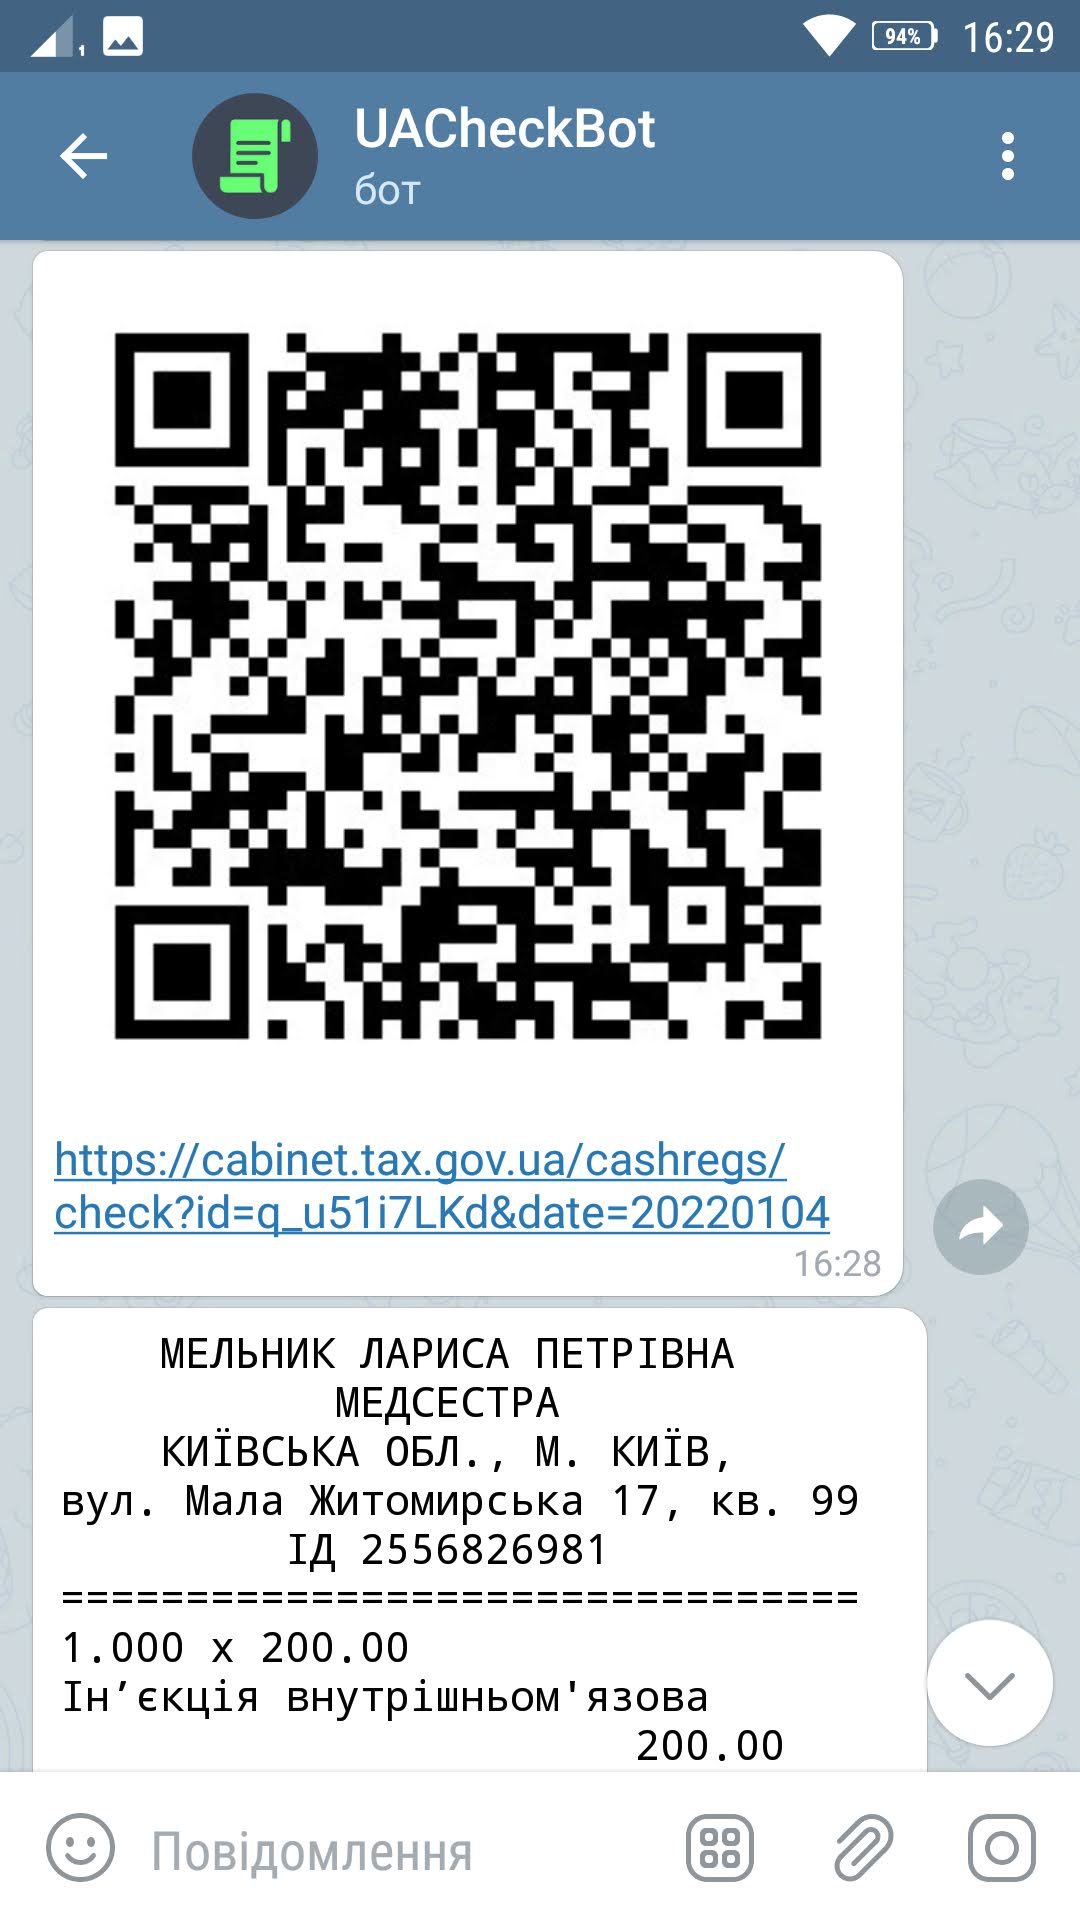 1
94%
16:29
UACheckBot
бот
https://cabinet.tax.gov.ua/cashregs/
check?id=q_u51i7LKd&date=20220104
16:28
МЕЛЬНИК ЛАРИСА ПЕТРІВНА
МЕДСЕСТРА
КИЇВСЬКА ОБЛ., М. КИЇВ,
вул. Мала Житомирська 17, кв. 99
ІД 2556826981
================================
1.000 x 200.00
Ін’єкція внутрішньом'язова
200.00
Повідомлення